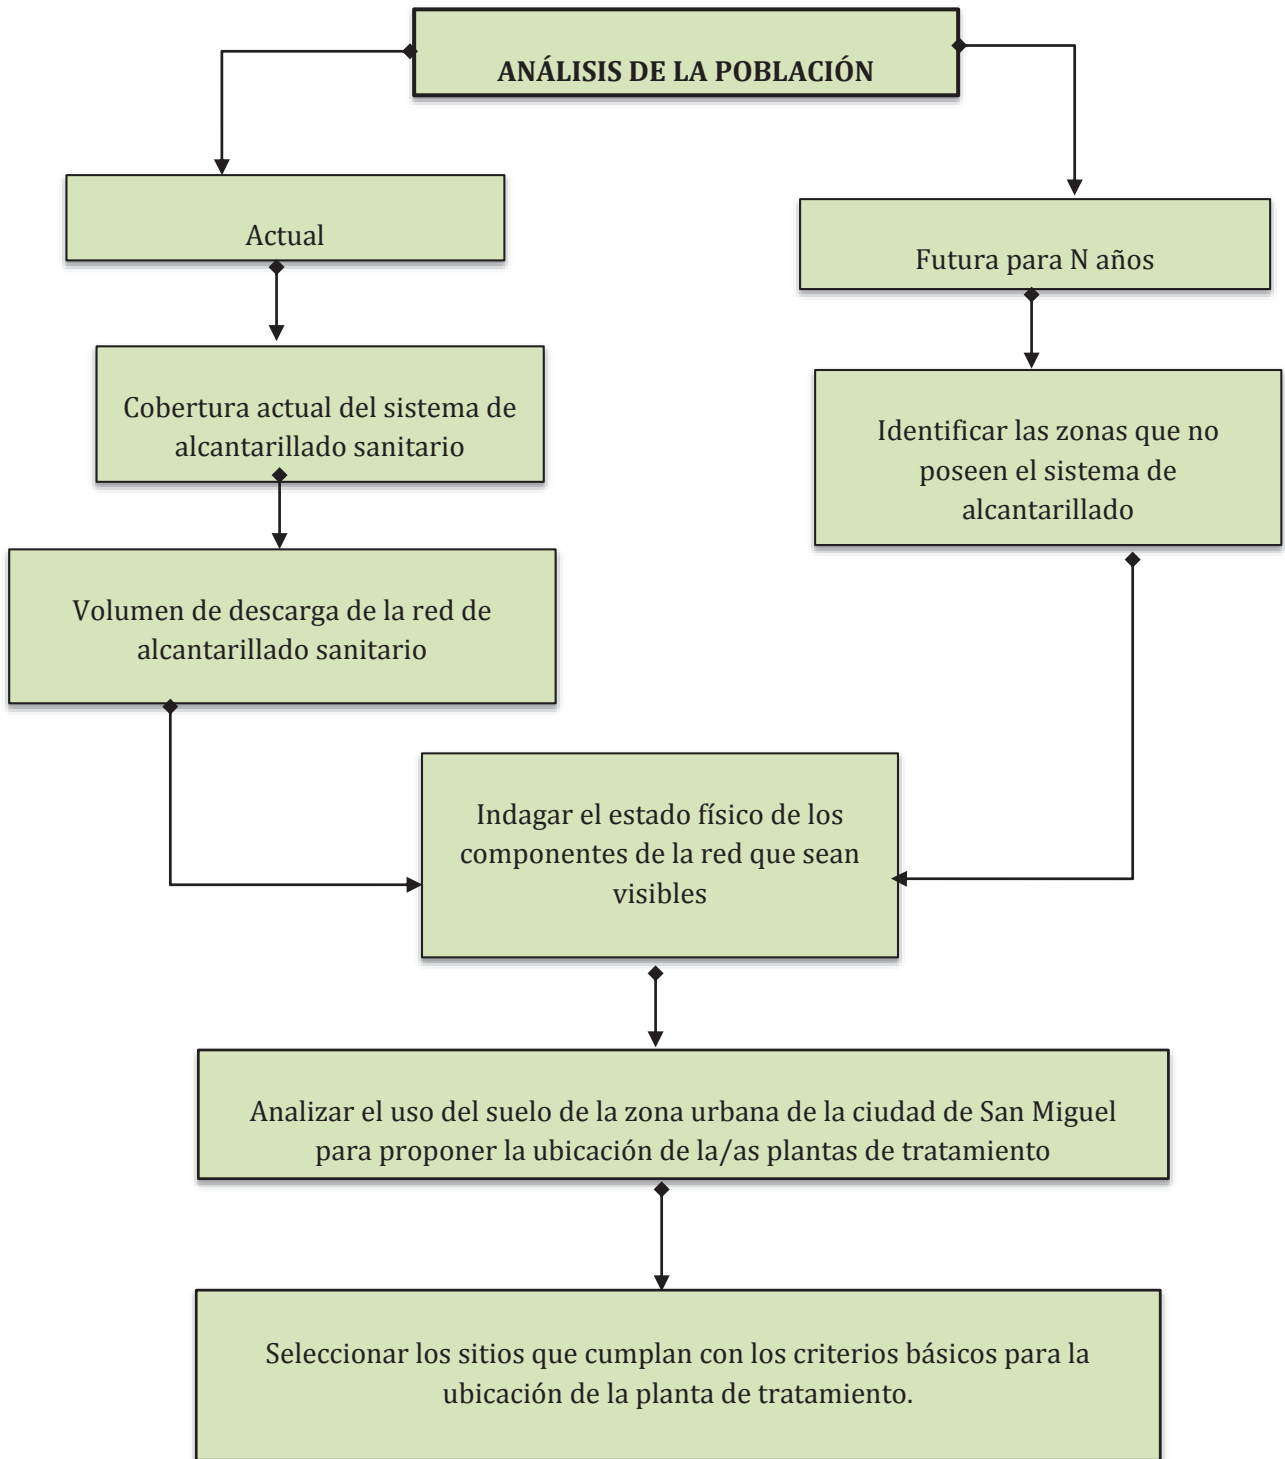 ANÁLISIS DE LA POBLACIÓN
Actual
Futura para N años
Cobertura actual del sistema de
alcantarillado sanitario
Identificar las zonas que no
poseen el sistema de
alcantarillado
Volumen de descarga de la red de
alcantarillado sanitario
Indagar el estado físico de los
componentes de la red que sean
visibles
Analizar el uso del suelo de la zona urbana de la ciudad de San Miguel
para proponer la ubicación de la/as plantas de tratamiento
Seleccionar los sitios que cumplan con los criterios básicos para la
ubicación de la planta de tratamiento.